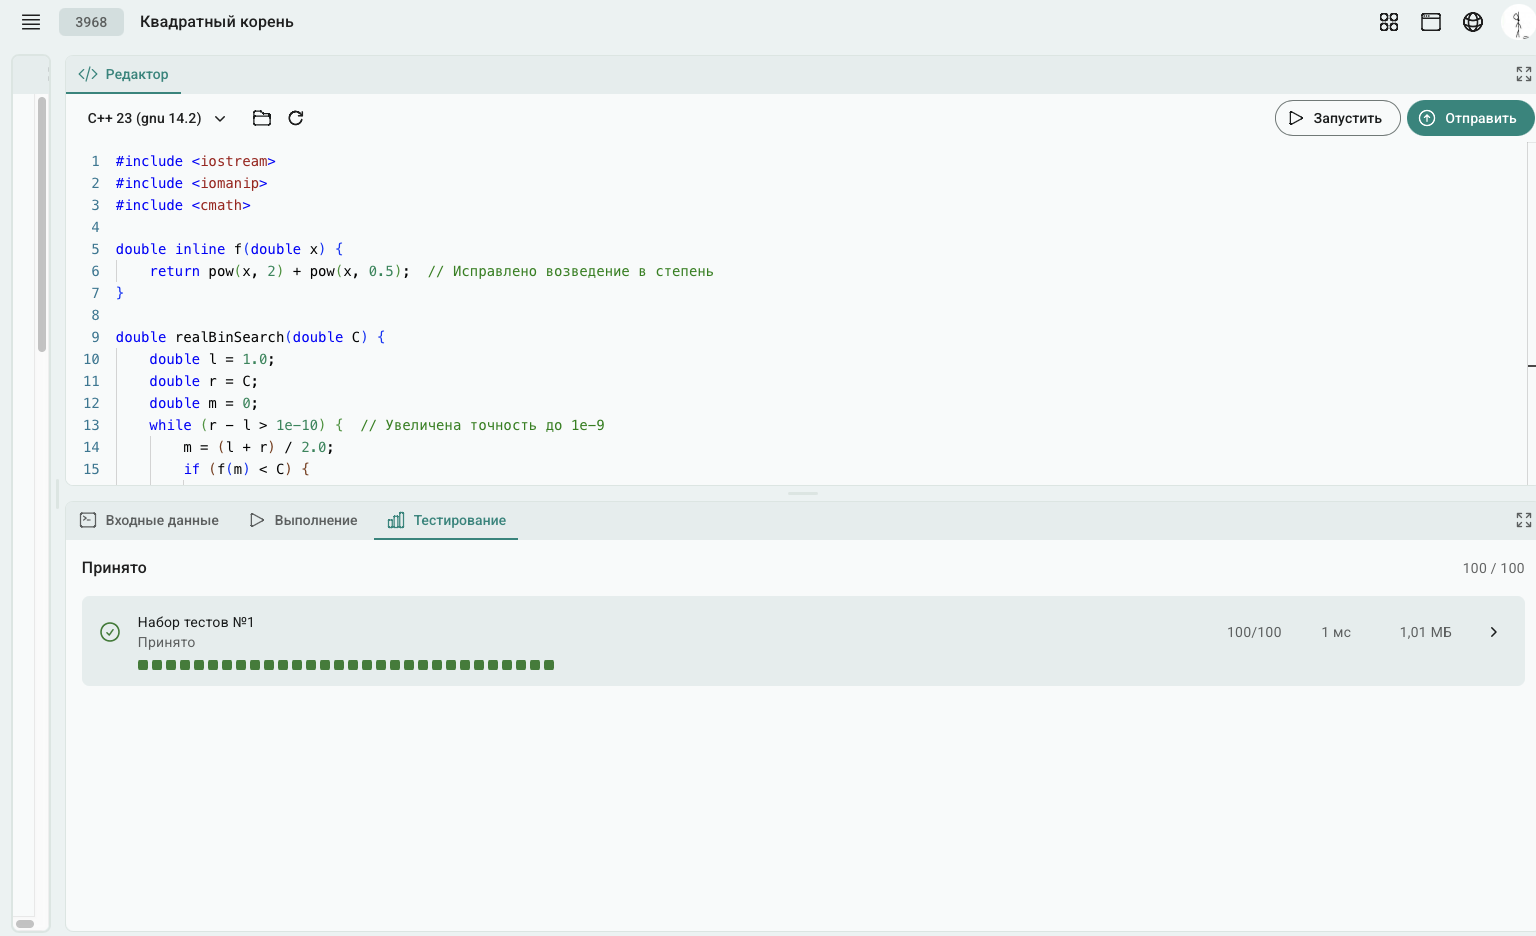 3968 Квадратный корень
Редактор
C++ 23 (gnu 14.2) Запустить Отправить
1 #include <iostream>
2 #include <iomanip>
3 #include <cmath>
4
5 double inline f(double x) {
6 return pow(x, 2) + pow(x, 0.5); // Исправлено возведение в степень
7 }
8
9 double realBinSearch(double C) {
10 double l = 1.0;
11 double r = C;
12 double m = 0;
13 while (r - l > 1e-10) { // Увеличена точность до 1e-9
14 m = (l + r) / 2.0;
15 if (f(m) < C) {
Входные данные Выполнение Тестирование
Принято 100 / 100
Набор тестов №1
Принято 100/100 1 мс 1,01 МБ